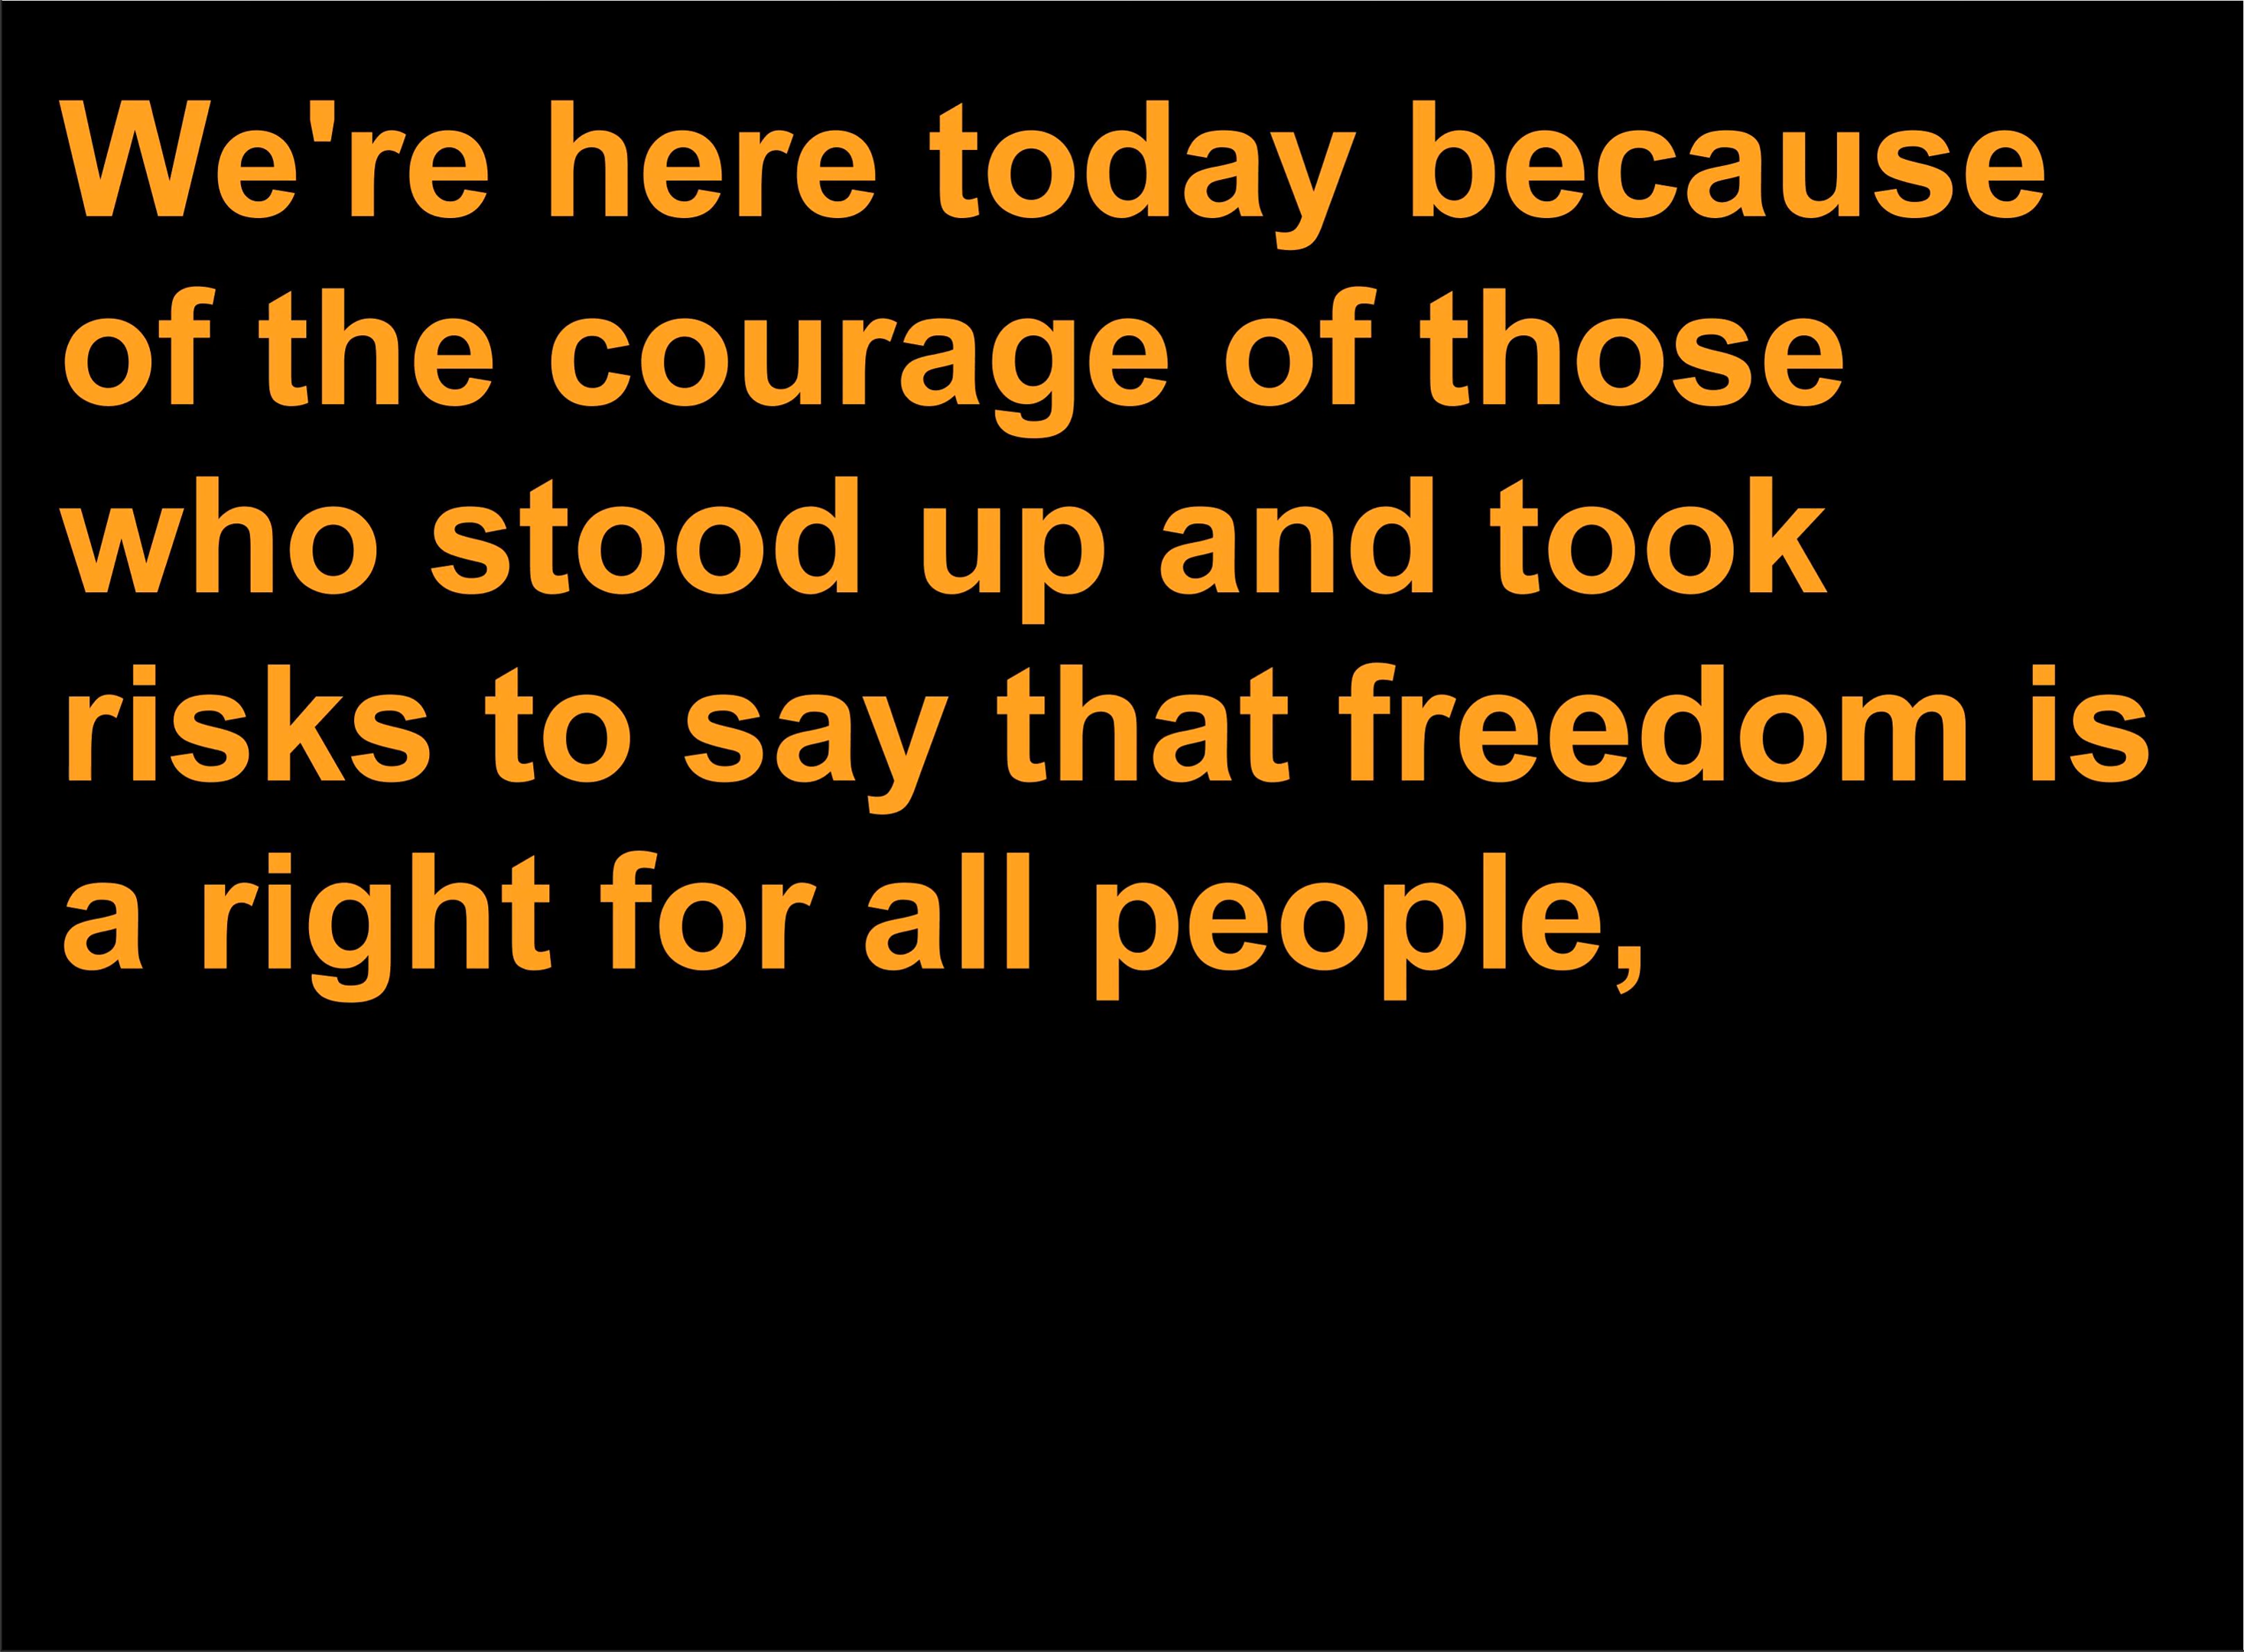 We're here today because
of the courage of those
who stood up and took
risks to say that freedom is
a right for all people,